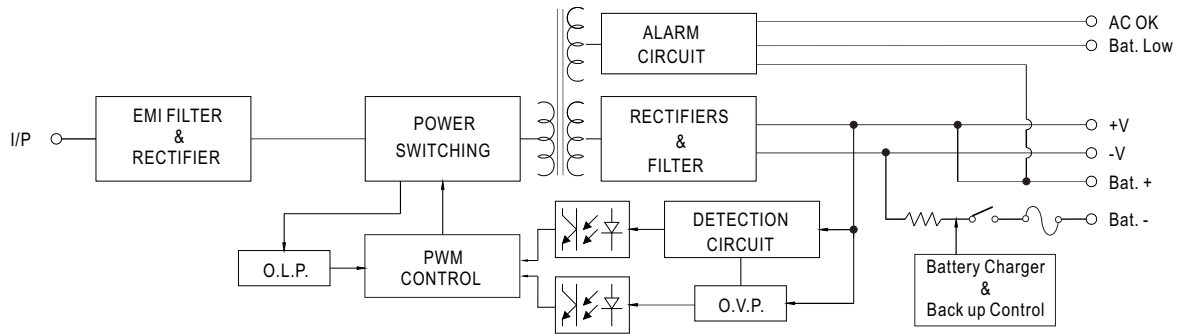 I/P
EMI FILTER
&
RECTIFIER
POWER
SWITCHING
ALARM
CIRCUIT
AC OK
Bat. Low
RECTIFIERS
&
FILTER
+V
-V
Bat. +
Bat. -
O.L.P.
PWM
CONTROL
DETECTION
CIRCUIT
O.V.P.
Battery Charger
&
Back up Control